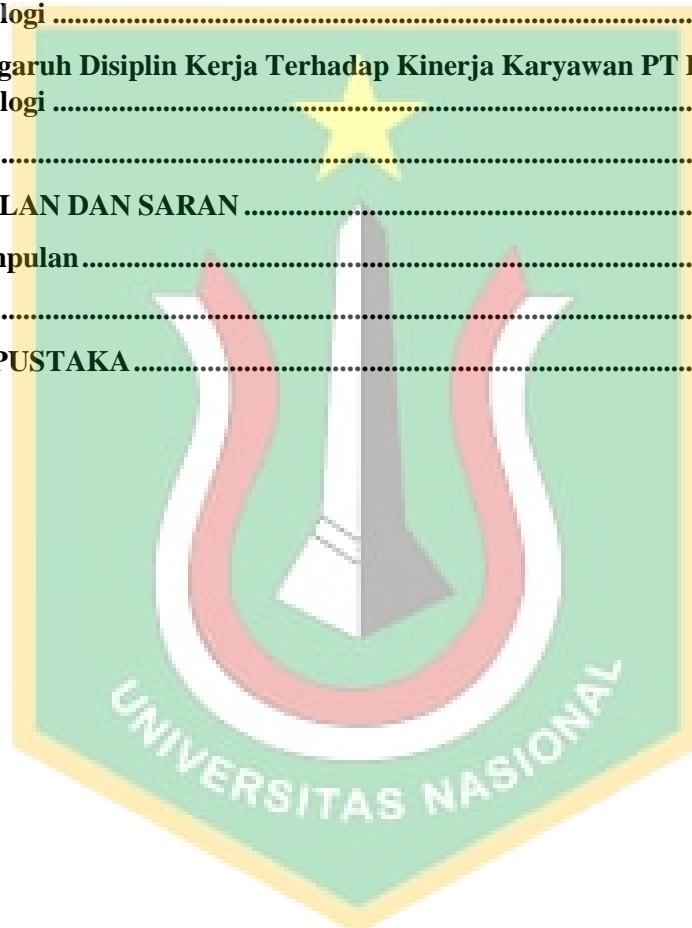 logi ................................................................
garuh Disiplin Kerja Terhadap Kinerja Karyawan PT
logi ................................................................
................................................................
LAN DAN SARAN ................................................................
npulan ................................................................
................................................................
PUSTAKA ................................................................
UNIVERSITAS NASIONAL